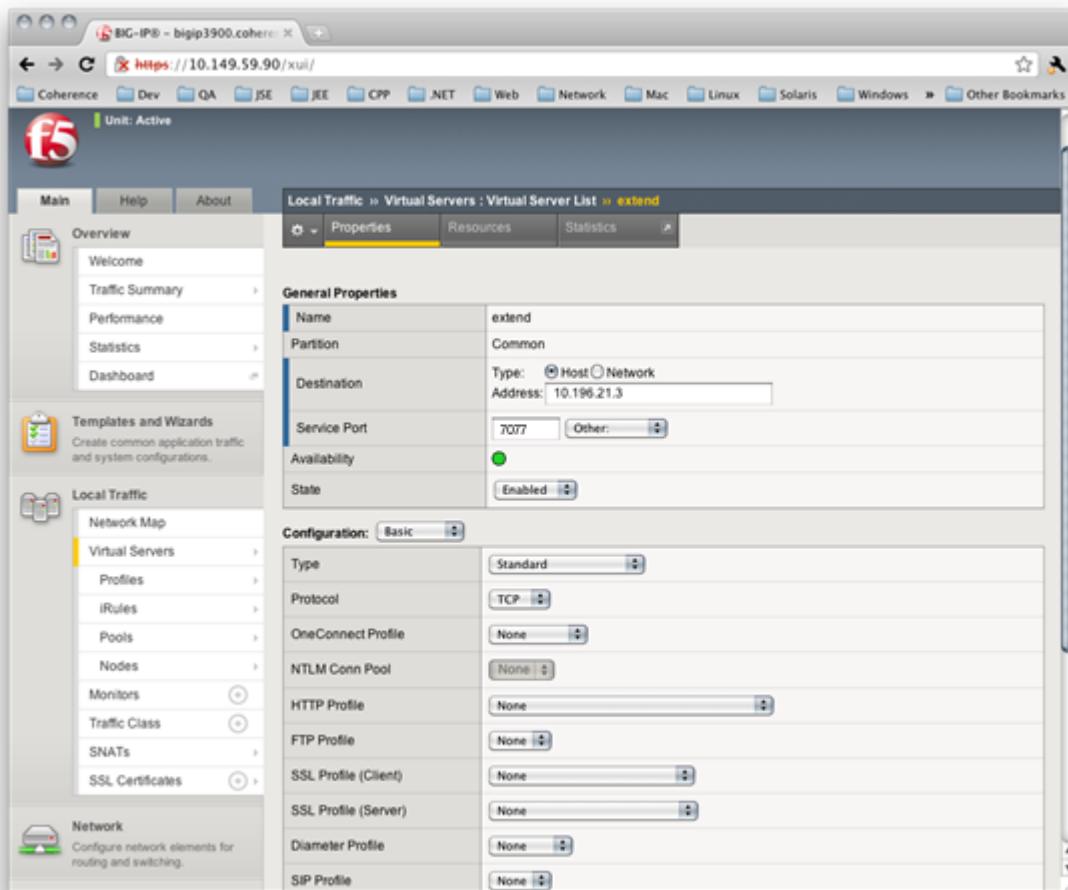 BIG-IP® - bigip3900.cohere
https://10.149.59.90/xui/
Coherence Dev QA JSE JEE CPP .NET Web Network Mac Linux Solaris Windows » Other Bookmarks
f5
Unit: Active
Main Help About
Local Traffic » Virtual Servers : Virtual Server List » extend
Properties Resources Statistics
Overview
Welcome
Traffic Summary
Performance
Statistics
Dashboard
Templates and Wizards
Create common application traffic
and system configurations.
Local Traffic
Network Map
Virtual Servers
Profiles
iRules
Pools
Nodes
Monitors
Traffic Class
SNATs
SSL Certificates
Network
Configure network elements for
routing and switching.
General Properties
Name extend
Partition Common
Destination
Type: Host Network
Address: 10.196.21.3
Service Port 7077 Other:
Availability
State Enabled
Configuration: Basic
Type Standard
Protocol TCP
OneConnect Profile None
NTLM Conn Pool None
HTTP Profile None
FTP Profile None
SSL Profile (Client) None
SSL Profile (Server) None
Diameter Profile None
SIP Profile None